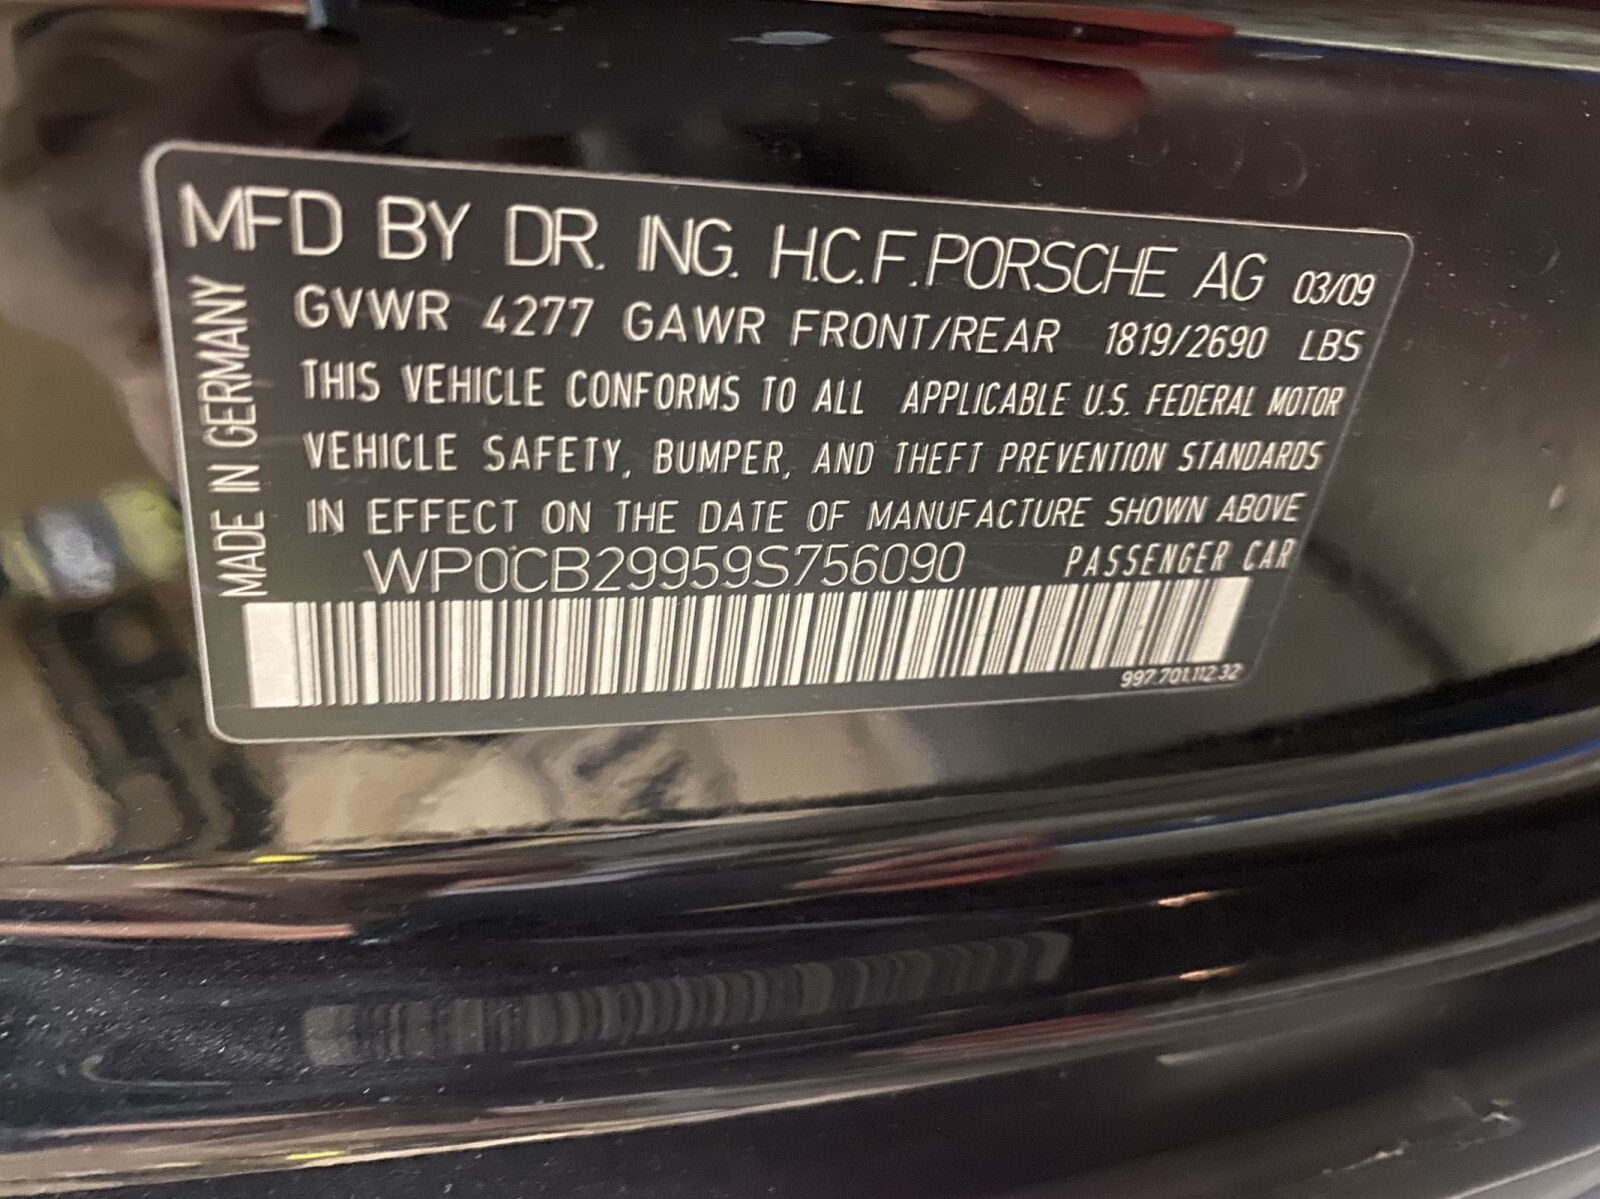 MFD BY DR. ING. H.C.F. PORSCHE AG 03/09
GVWR 4277 GAWR FRONT/REAR 1819/2690 LBS
THIS VEHICLE CONFORMS TO ALL APPLICABLE U.S. FEDERAL MOTOR
VEHICLE SAFETY, BUMPER, AND THEFT PREVENTION STANDARDS
IN EFFECT ON THE DATE OF MANUFACTURE SHOWN ABOVE
WP0CB29959S756090 PASSENGER CAR
997.701.112.32
MADE IN GERMANY